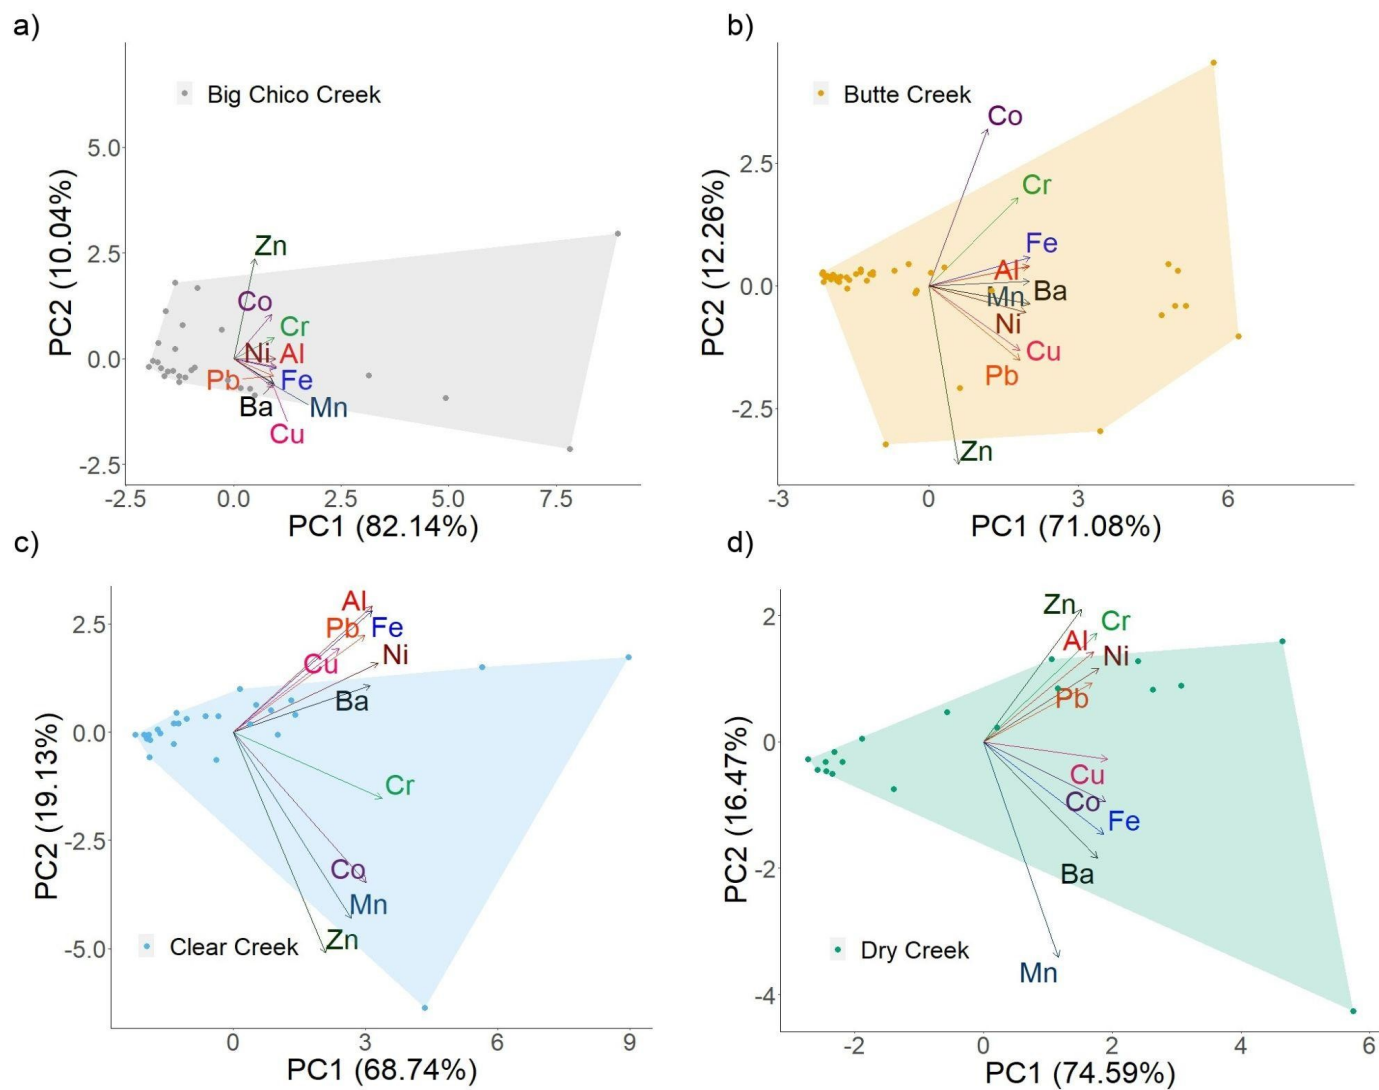 a)
Big Chico Creek
5.0
2.5
0.0
-2.5
PC2 (10.04%)
Zn
Co
Cr
Ni
Al
Pb
Fe
Ba
Mn
Cu
-2.5 0.0 2.5 5.0 7.5
PC1 (82.14%)
b)
Butte Creek
2.5
0.0
-2.5
PC2 (12.26%)
Co
Cr
Fe
Al
Mn
Ba
Ni
Cu
Pb
Zn
-3 0 3 6
PC1 (71.08%)
c)
2.5
0.0
-2.5
-5.0
PC2 (19.13%)
Al
Pb
Fe
Cu
Ni
Ba
Cr
Co
Mn
Zn
Clear Creek
0 3 6 9
PC1 (68.74%)
d)
2
0
-2
-4
PC2 (16.47%)
Zn
Cr
Al
Ni
Pb
Cu
Co
Fe
Ba
Mn
Dry Creek
-2 0 2 4 6
PC1 (74.59%)